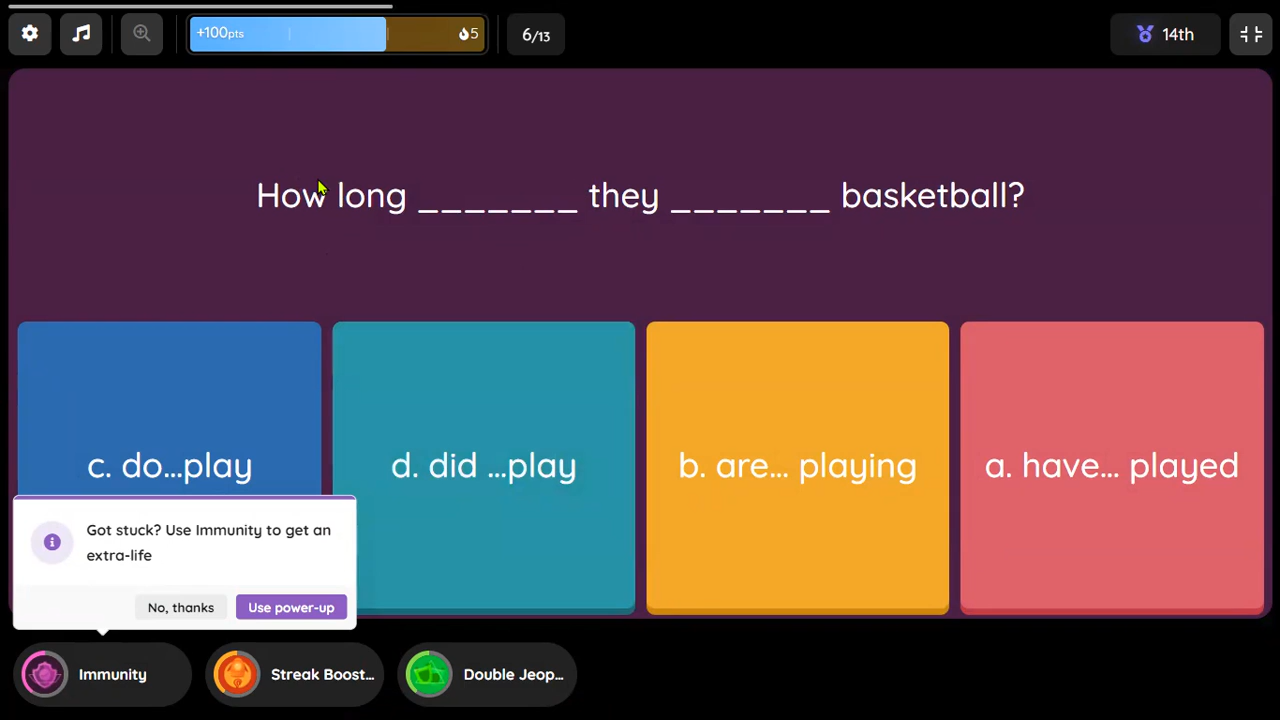 +100pts
5
6/13
14th
How long _______ they _______ basketball?
c. do...play
d. did ...play
b. are... playing
a. have... played
Got stuck? Use Immunity to get an
extra-life
No, thanks
Use power-up
Immunity
Streak Boost...
Double Jeop...